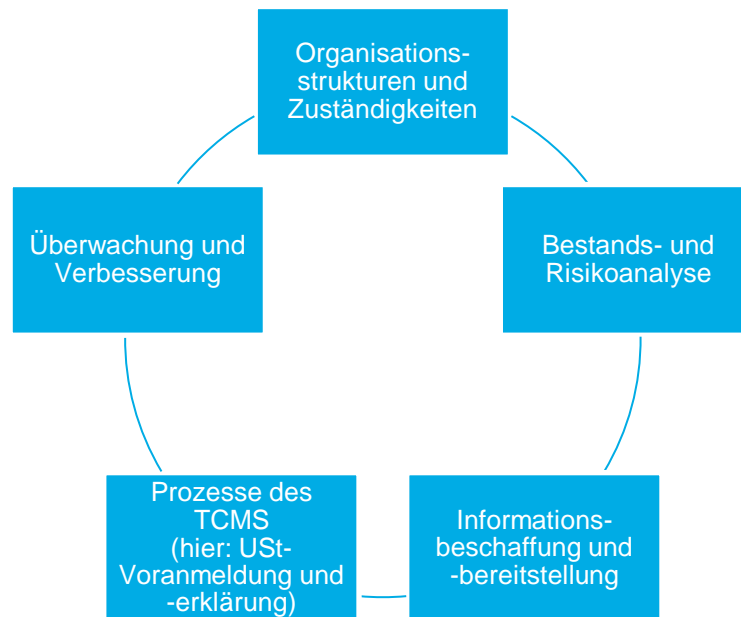 Organisations-
strukturen und
Zuständigkeiten
Bestands- und
Risikoanalyse
Informations-
beschaffung und
-bereitstellung
Prozesse des
TCMS
(hier: USt-
Voranmeldung und
-erklärung)
Überwachung und
Verbesserung